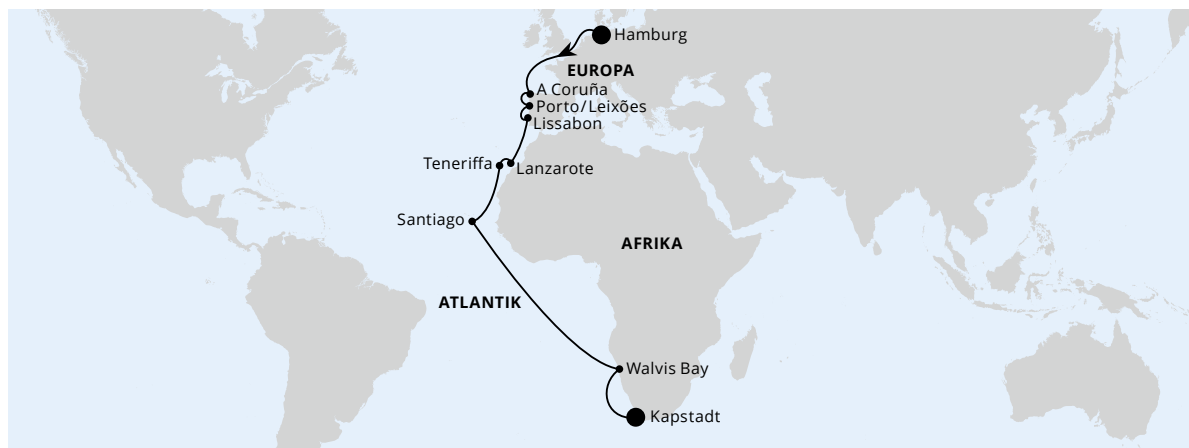 Hamburg
EUROPA
A Coruña
Porto/Leixões
Lissabon
Teneriffa
Lanzarote
Santiago
AFRIKA
ATLANTIK
Walvis Bay
Kapstadt